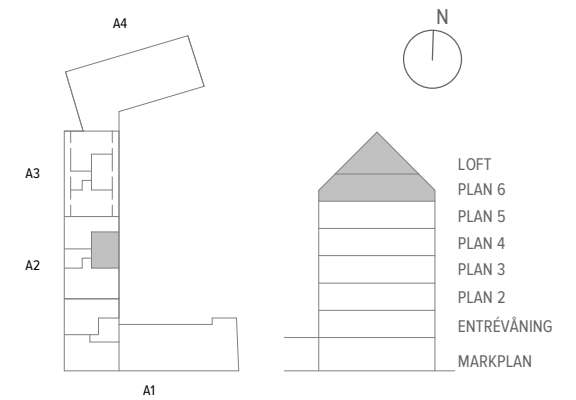 A4
N
A3
A2
A1
LOFT
PLAN 6
PLAN 5
PLAN 4
PLAN 3
PLAN 2
ENTRÉVÅNING
MARKPLAN